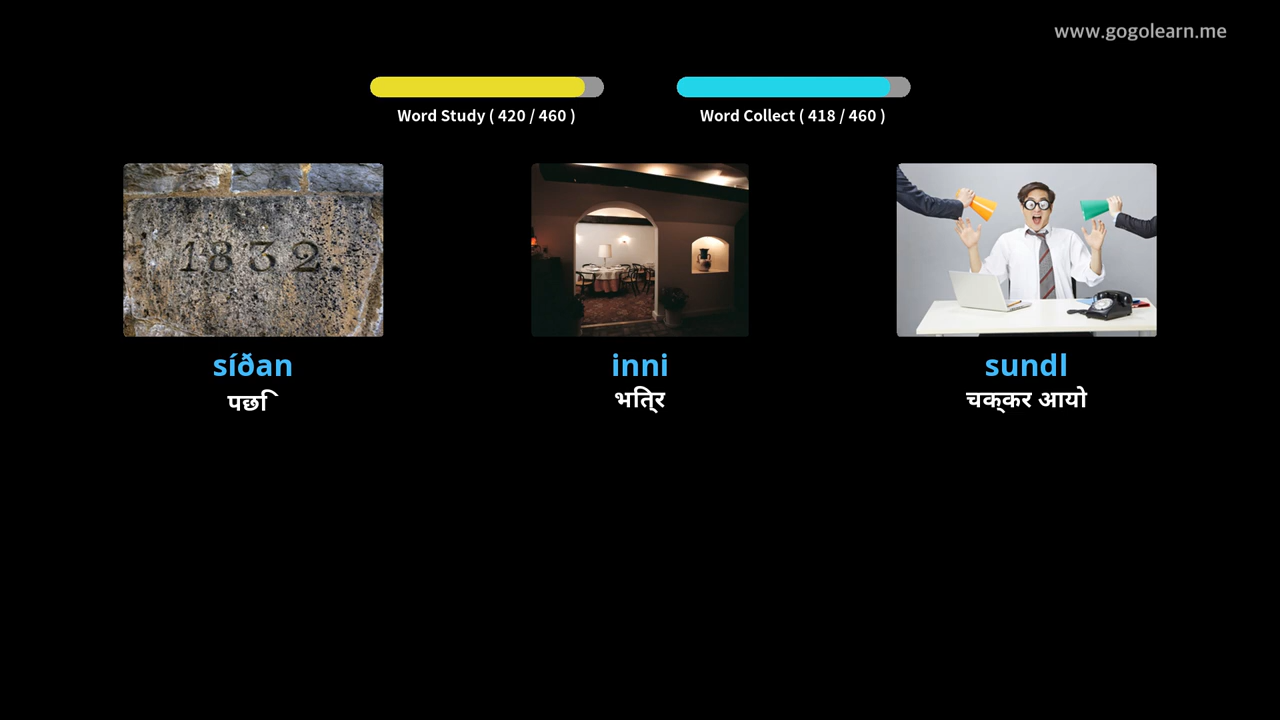 www.gogolearn.me
Word Study ( 420 / 460 )
Word Collect ( 418 / 460 )
1832.
síðan
inni
sundl
पछि
भित्र
चक्कर आयो